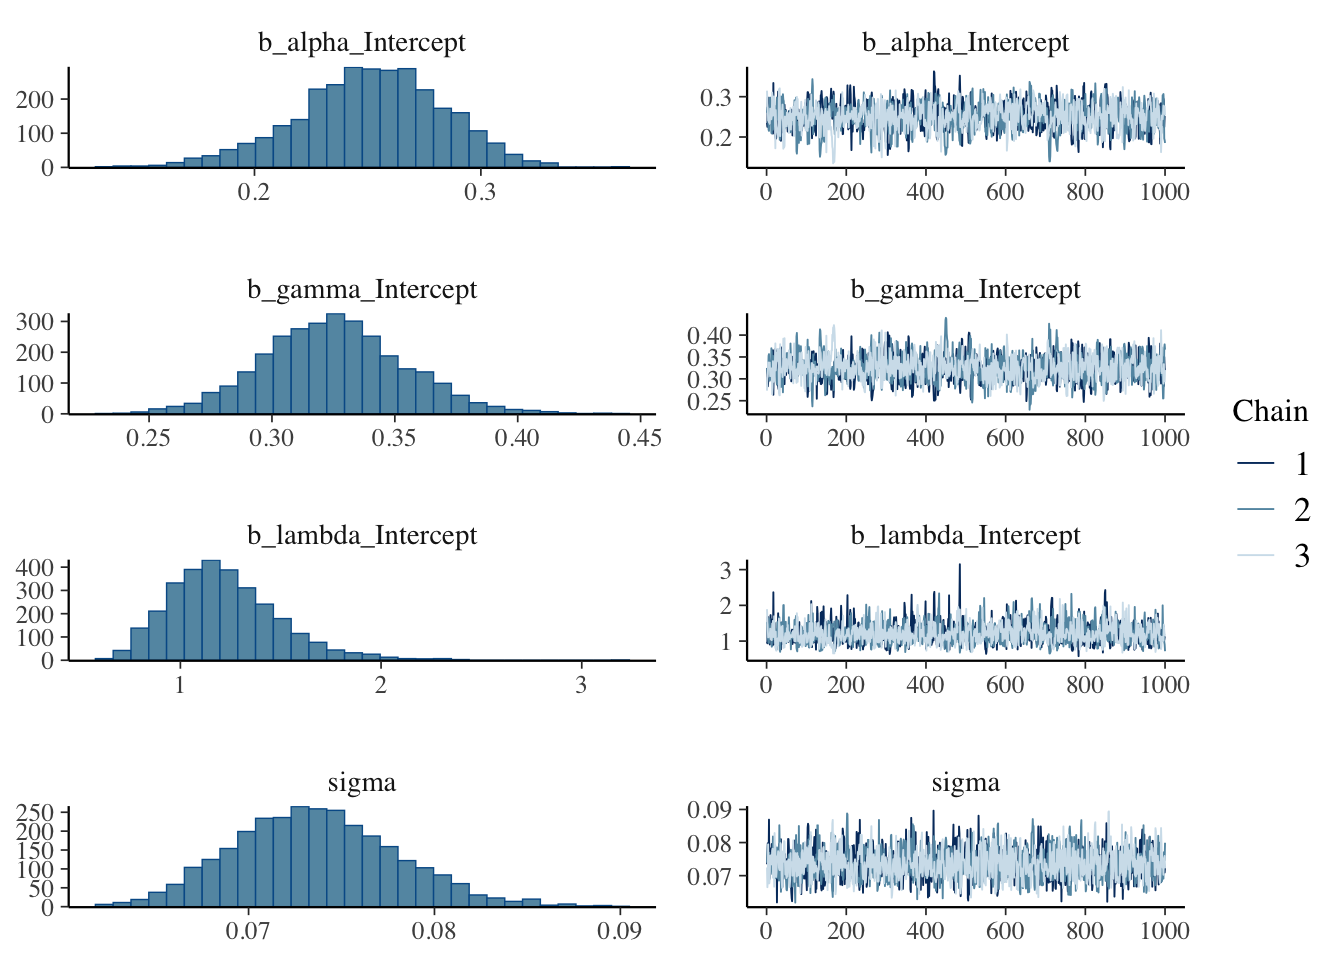 b_alpha_Intercept b_alpha_Intercept
200
100
0
0.2 0.3
0.3
0.2
0 200 400 600 800 1000
b_gamma_Intercept b_gamma_Intercept
300
200
100
0
0.25 0.30 0.35 0.40 0.45
0.40
0.35
0.30
0.25
0 200 400 600 800 1000
b_lambda_Intercept b_lambda_Intercept
400
300
200
100
0
1 2 3
3
2
1
0 200 400 600 800 1000
sigma sigma
250
200
150
100
50
0
0.07 0.08 0.09
0.09
0.08
0.07
0 200 400 600 800 1000
Chain
1
2
3